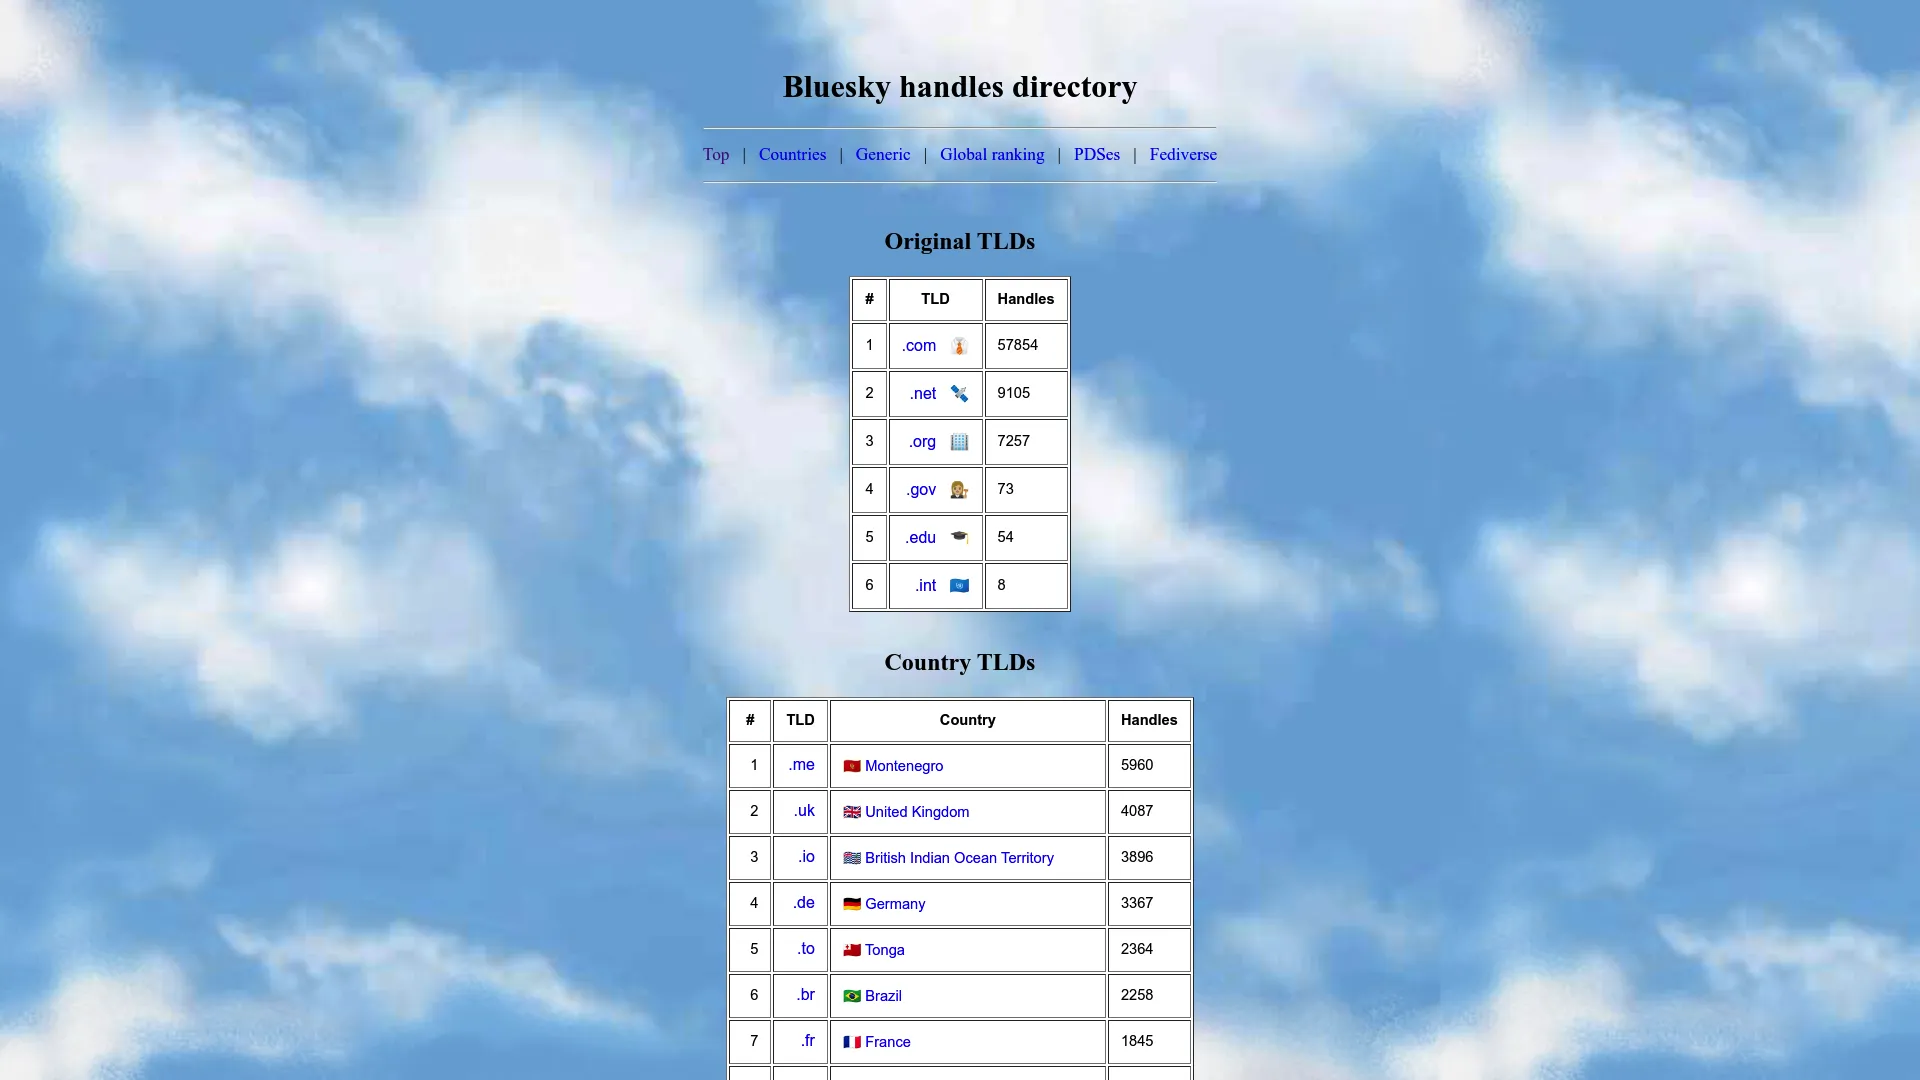 Bluesky handles directory
Top | Countries | Generic | Global ranking | PDSes | Fediverse
Original TLDs
# TLD Handles
1 .com 57854
2 .net 9105
3 .org 7257
4 .gov 73
5 .edu 54
6 .int 8
Country TLDs
# TLD Country Handles
1 .me Montenegro 5960
2 .uk United Kingdom 4087
3 .io British Indian Ocean Territory 3896
4 .de Germany 3367
5 .to Tonga 2364
6 .br Brazil 2258
7 .fr France 1845